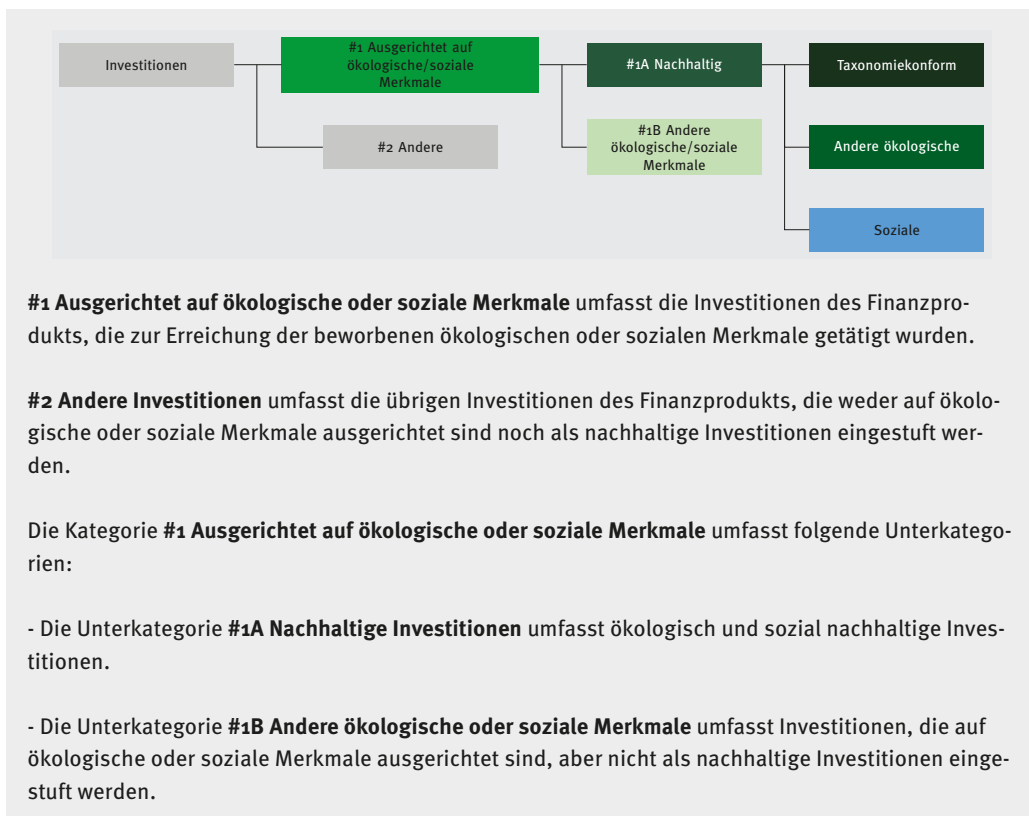 Investitionen
#1 Ausgerichtet auf
ökologische/soziale
Merkmale
#1A Nachhaltig
Taxonomiekonform
#2 Andere
#1B Andere
ökologische/soziale
Merkmale
Andere ökologische
Soziale
#1 Ausgerichtet auf ökologische oder soziale Merkmale umfasst die Investitionen des Finanzpro-
dukts, die zur Erreichung der beworbenen ökologischen oder sozialen Merkmale getätigt wurden.
#2 Andere Investitionen umfasst die übrigen Investitionen des Finanzprodukts, die weder auf ökolo-
gische oder soziale Merkmale ausgerichtet sind noch als nachhaltige Investitionen eingestuft wer-
den.
Die Kategorie #1 Ausgerichtet auf ökologische oder soziale Merkmale umfasst folgende Unterkatego-
rien:
- Die Unterkategorie #1A Nachhaltige Investitionen umfasst ökologisch und sozial nachhaltige Inves-
titionen.
- Die Unterkategorie #1B Andere ökologische oder soziale Merkmale umfasst Investitionen, die auf
ökologische oder soziale Merkmale ausgerichtet sind, aber nicht als nachhaltige Investitionen einge-
stuft werden.